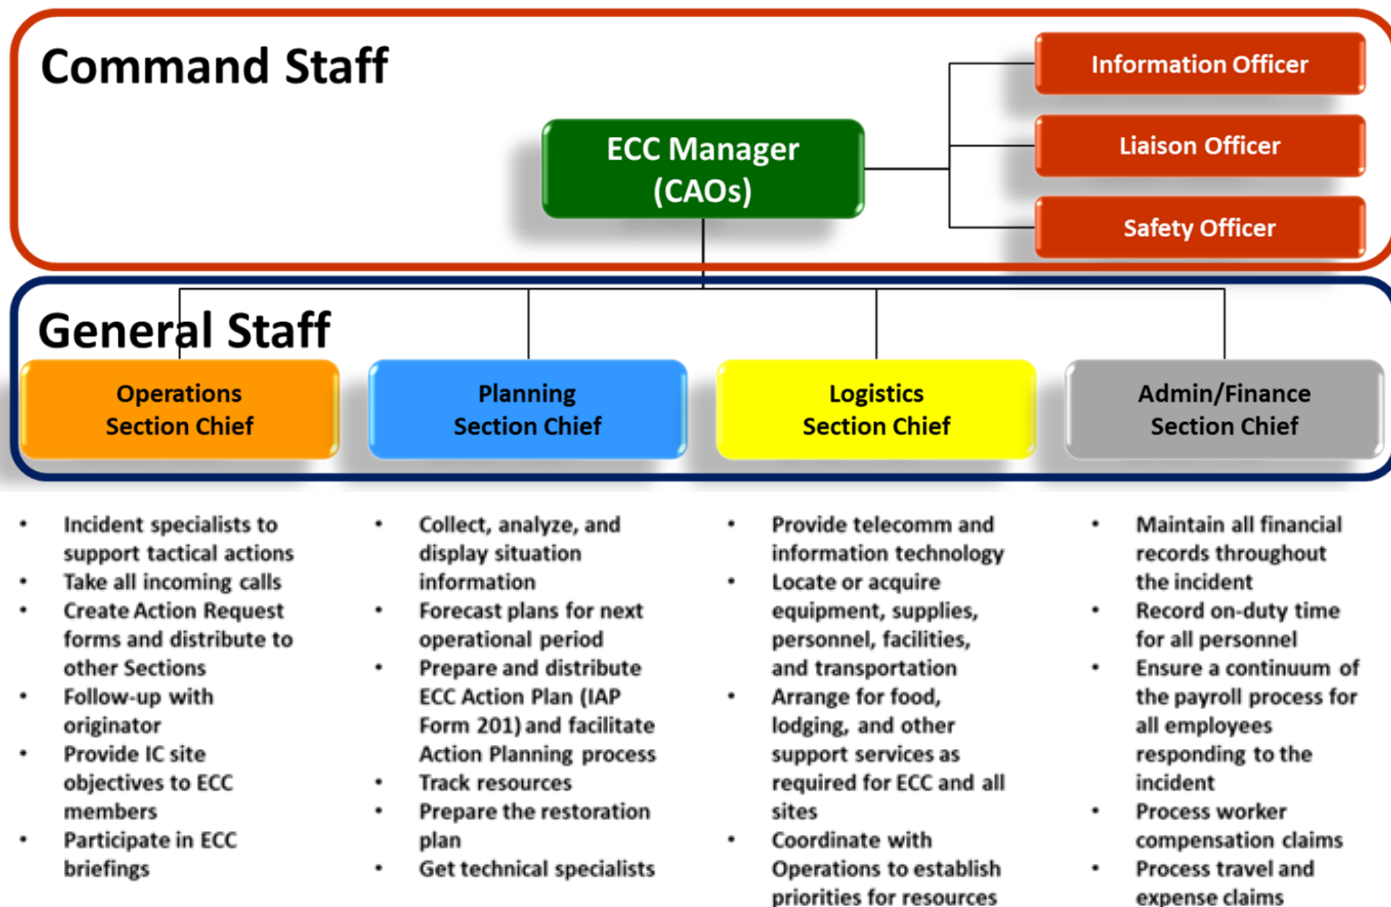 Command Staff
Information Officer
ECC Manager
(CAOs)
Liaison Officer
Safety Officer
General Staff
Operations
Section Chief
Planning
Section Chief
Logistics
Section Chief
Admin/Finance
Section Chief
• Incident specialists to
support tactical actions
• Take all incoming calls
• Create Action Request
forms and distribute to
other Sections
• Follow-up with
originator
• Provide IC site
objectives to ECC
members
• Participate in ECC
briefings
• Collect, analyze, and
display situation
information
• Forecast plans for next
operational period
• Prepare and distribute
ECC Action Plan (IAP
Form 201) and facilitate
Action Planning process
• Track resources
• Prepare the restoration
plan
• Get technical specialists
• Provide telecomm and
information technology
• Locate or acquire
equipment, supplies,
personnel, facilities,
and transportation
• Arrange for food,
lodging, and other
support services as
required for ECC and all
sites
• Coordinate with
Operations to establish
priorities for resources
• Maintain all financial
records throughout
the incident
• Record on-duty time
for all personnel
• Ensure a continuum of
the payroll process for
all employees
responding to the
incident
• Process worker
compensation claims
• Process travel and
expense claims